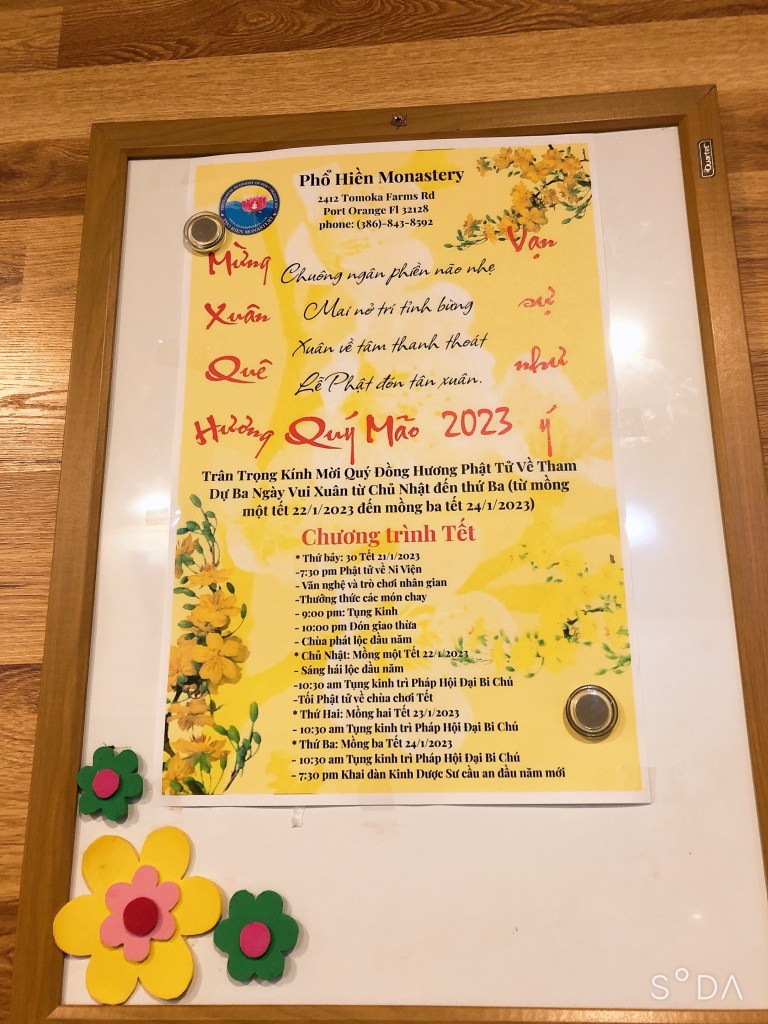 Phổ Hiền Monastery
2412 Tomoka Farms Rd
Port Orange Fl 32128
phone: (386)-843-8592
Mừng
Xuân
Quê
Hương Quý Mão 2023
Chuông ngân phiền não nhẹ
Mai nở trí tỉnh bừng
Xuân về tâm thanh thoát
Lễ Phật đón tân xuân.
Vạn
sự
như
ý
Trân Trọng Kính Mời Quý Đồng Hương Phật Tử Về Tham
Dự Ba Ngày Vui Xuân từ Chủ Nhật đến thứ Ba (từ mồng
một tết 22/1/2023 đến mồng ba tết 24/1/2023)
Chương trình Tết
* Thứ bảy: 30 Tết 21/1/2023
-7:30 pm Phật tử về Ni Viện
- Văn nghệ và trò chơi nhân gian
-Thưởng thức các món chay
- 9:00 pm: Tụng Kinh
- 10:00 pm Đón giao thừa
- Chùa phát lộc đầu năm
* Chủ Nhật: Mồng một Tết 22/1/2023
- Sáng hái lộc đầu năm
-10:30 am Tụng kinh trì Pháp Hội Đại Bi Chú
-Tối Phật tử về chùa chơi Tết
* Thứ Hai: Mồng hai Tết 23/1/2023
- 10:30 am Tụng kinh trì Pháp Hội Đại Bi Chú
* Thứ Ba: Mồng ba Tết 24/1/2023
- 10:30 am Tụng kinh trì Pháp Hội Đại Bi Chú
- 7:30 pm Khai đàn Kinh Dược Sư cầu an đầu năm mới
Quartet
SODA